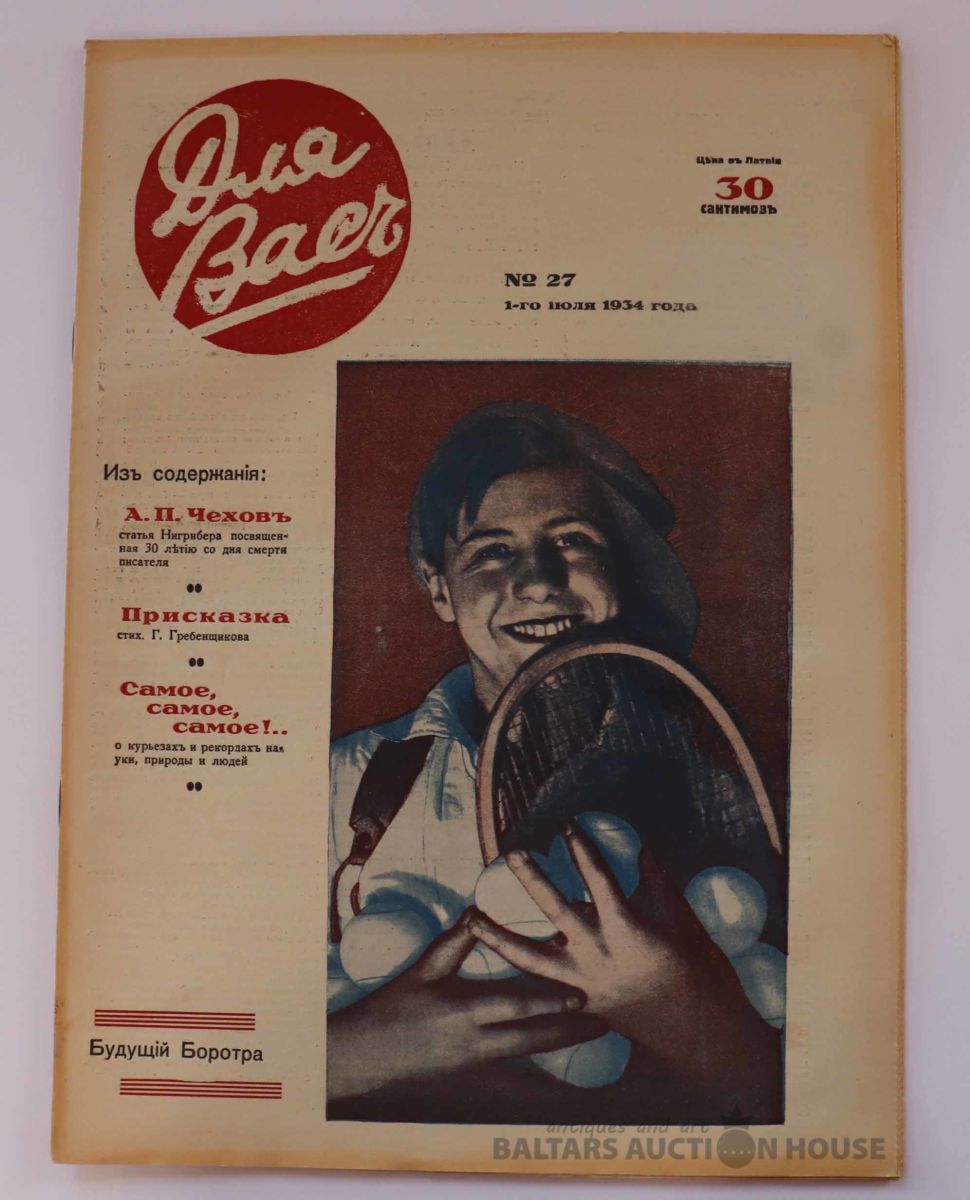 Для
Васъ
Цѣна въ Латвіи
30
сантимовъ
№ 27
1-го іюля 1934 года
Изъ содержанія:
А. П. Чеховъ
статья Нигрибера посвящен-
ная 30 лѣтію со дня смерти
писателя
Присказка
стих. Г. Гребенщикова
Самое,
самое,
самое!..
о курьезахъ и рекордахъ на
уки, природы и людей
Будущій Боротра
antiques and art
BALTARS AUCTION HOUSE